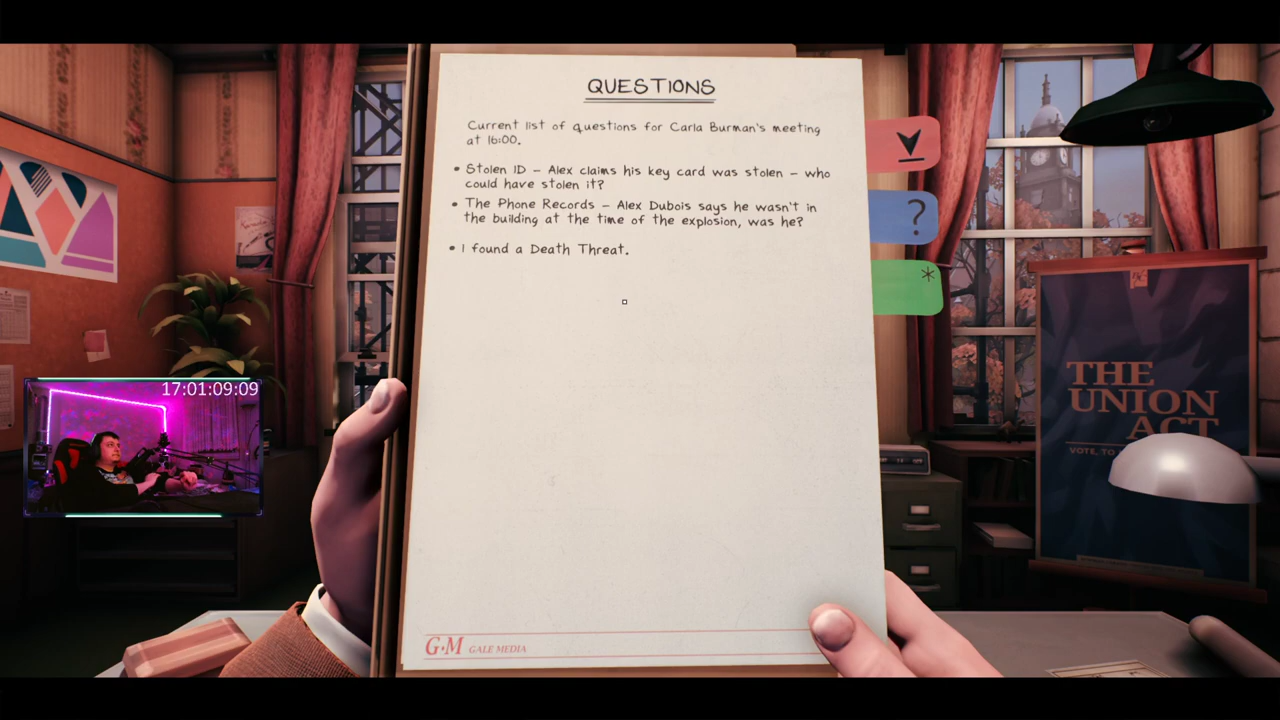 QUESTIONS
Current list of questions for Carla Burman's meeting
at 16:00.
• Stolen ID – Alex claims his key card was stolen – who
could have stolen it?
• The Phone Records – Alex Dubois says he wasn't in
the building at the time of the explosion, was he?
• I found a Death Threat.
?
*
17:01:09:09
THE
UNION
ACT
VOTE, TO
G·M GALE MEDIA